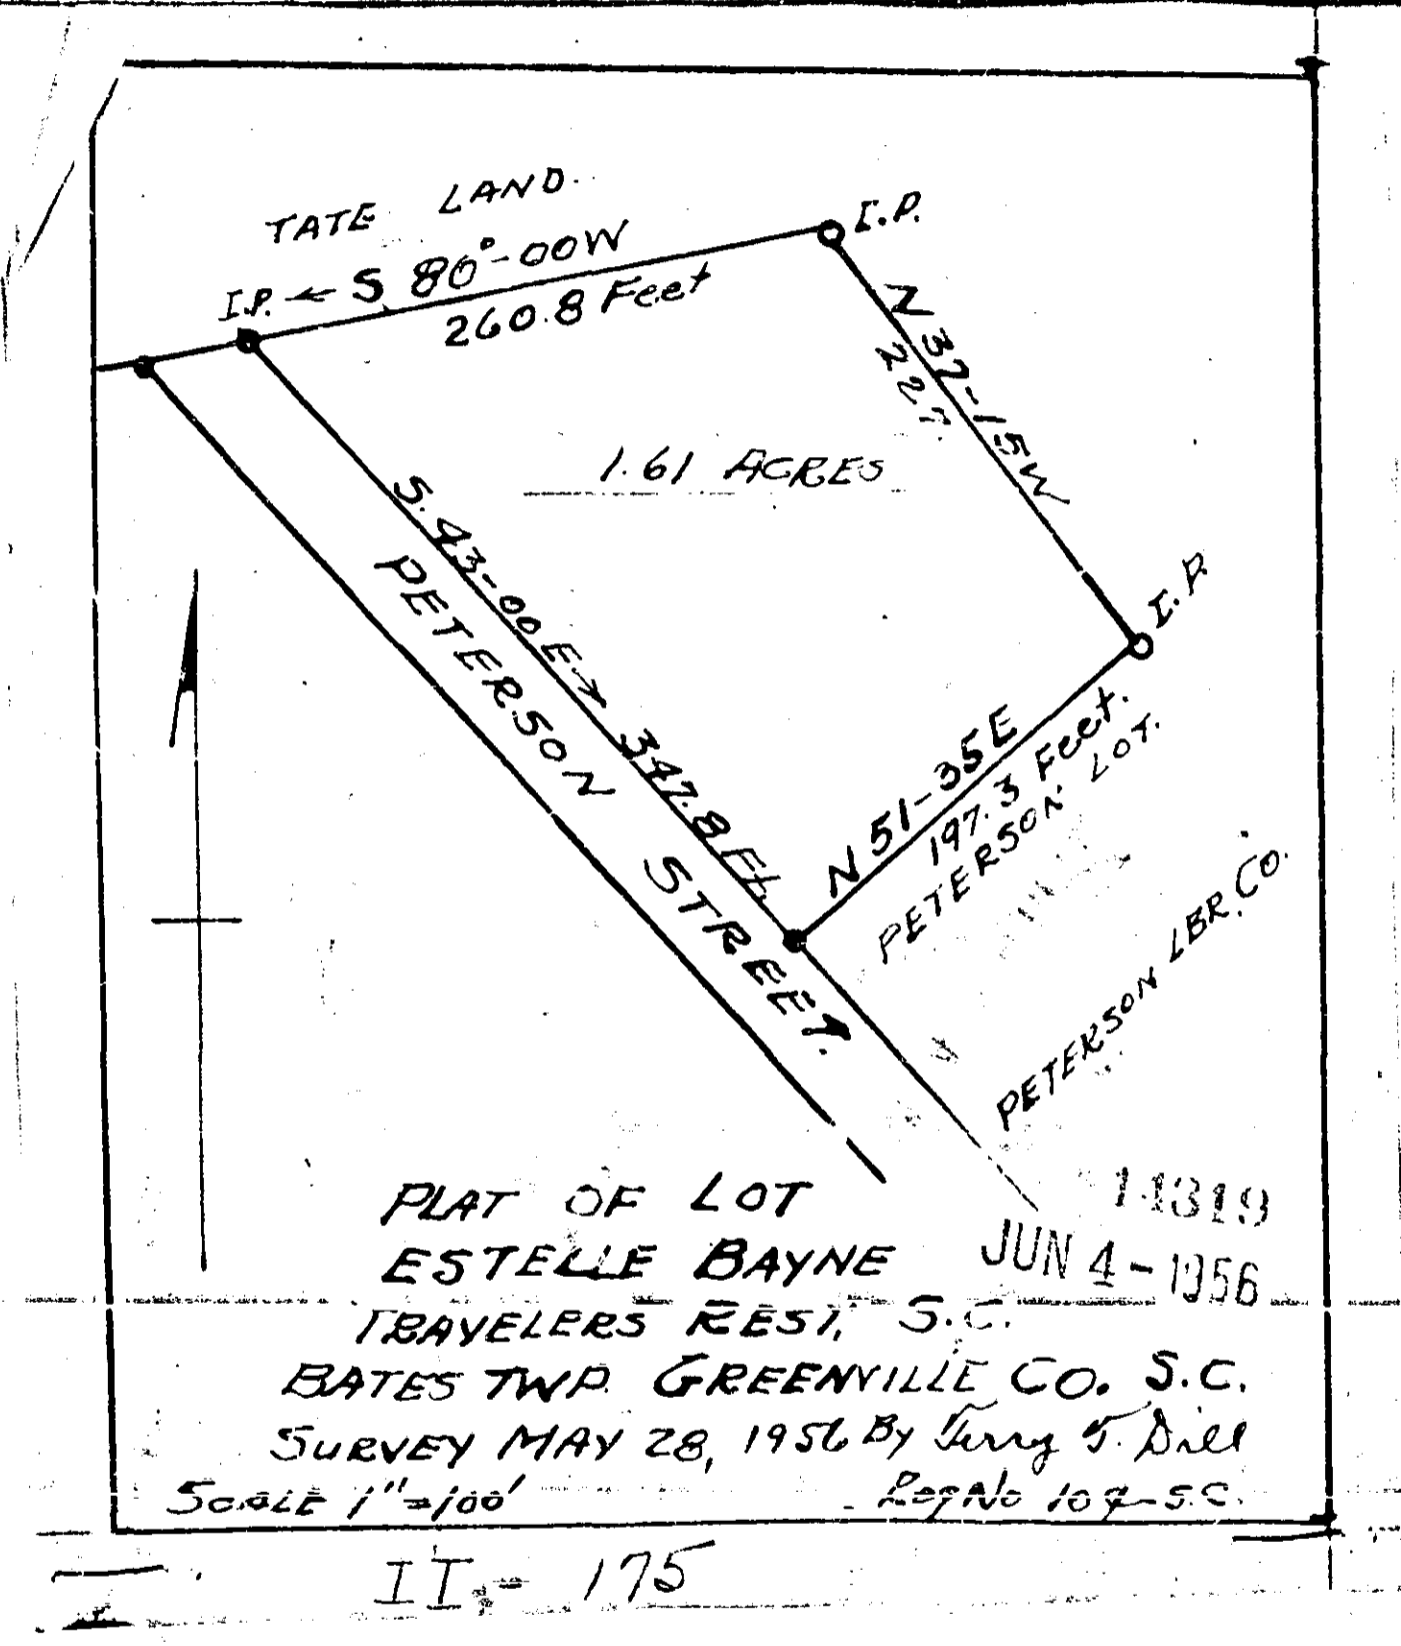 TATE LAND.
I.P. ← S 80°-00W
260.8 Feet
I.P.
N 37-15W
227.
1.61 ACRES
S. 43-00 E→ 347.8 Ft.
PETERSON STREET.
I.P.
N 51-35E
197.3 Feet.
PETERSON LOT.
PETERSON LBR. CO.
PLAT OF LOT
ESTELLE BAYNE
14319
JUN 4 - 1956
TRAVELERS REST, S.C.
BATES TWP. GREENVILLE CO. S.C.
SURVEY MAY 28, 1956 By Terry T. Dill
SCALE 1"=100'
Reg No 104 S.C.
II - 175